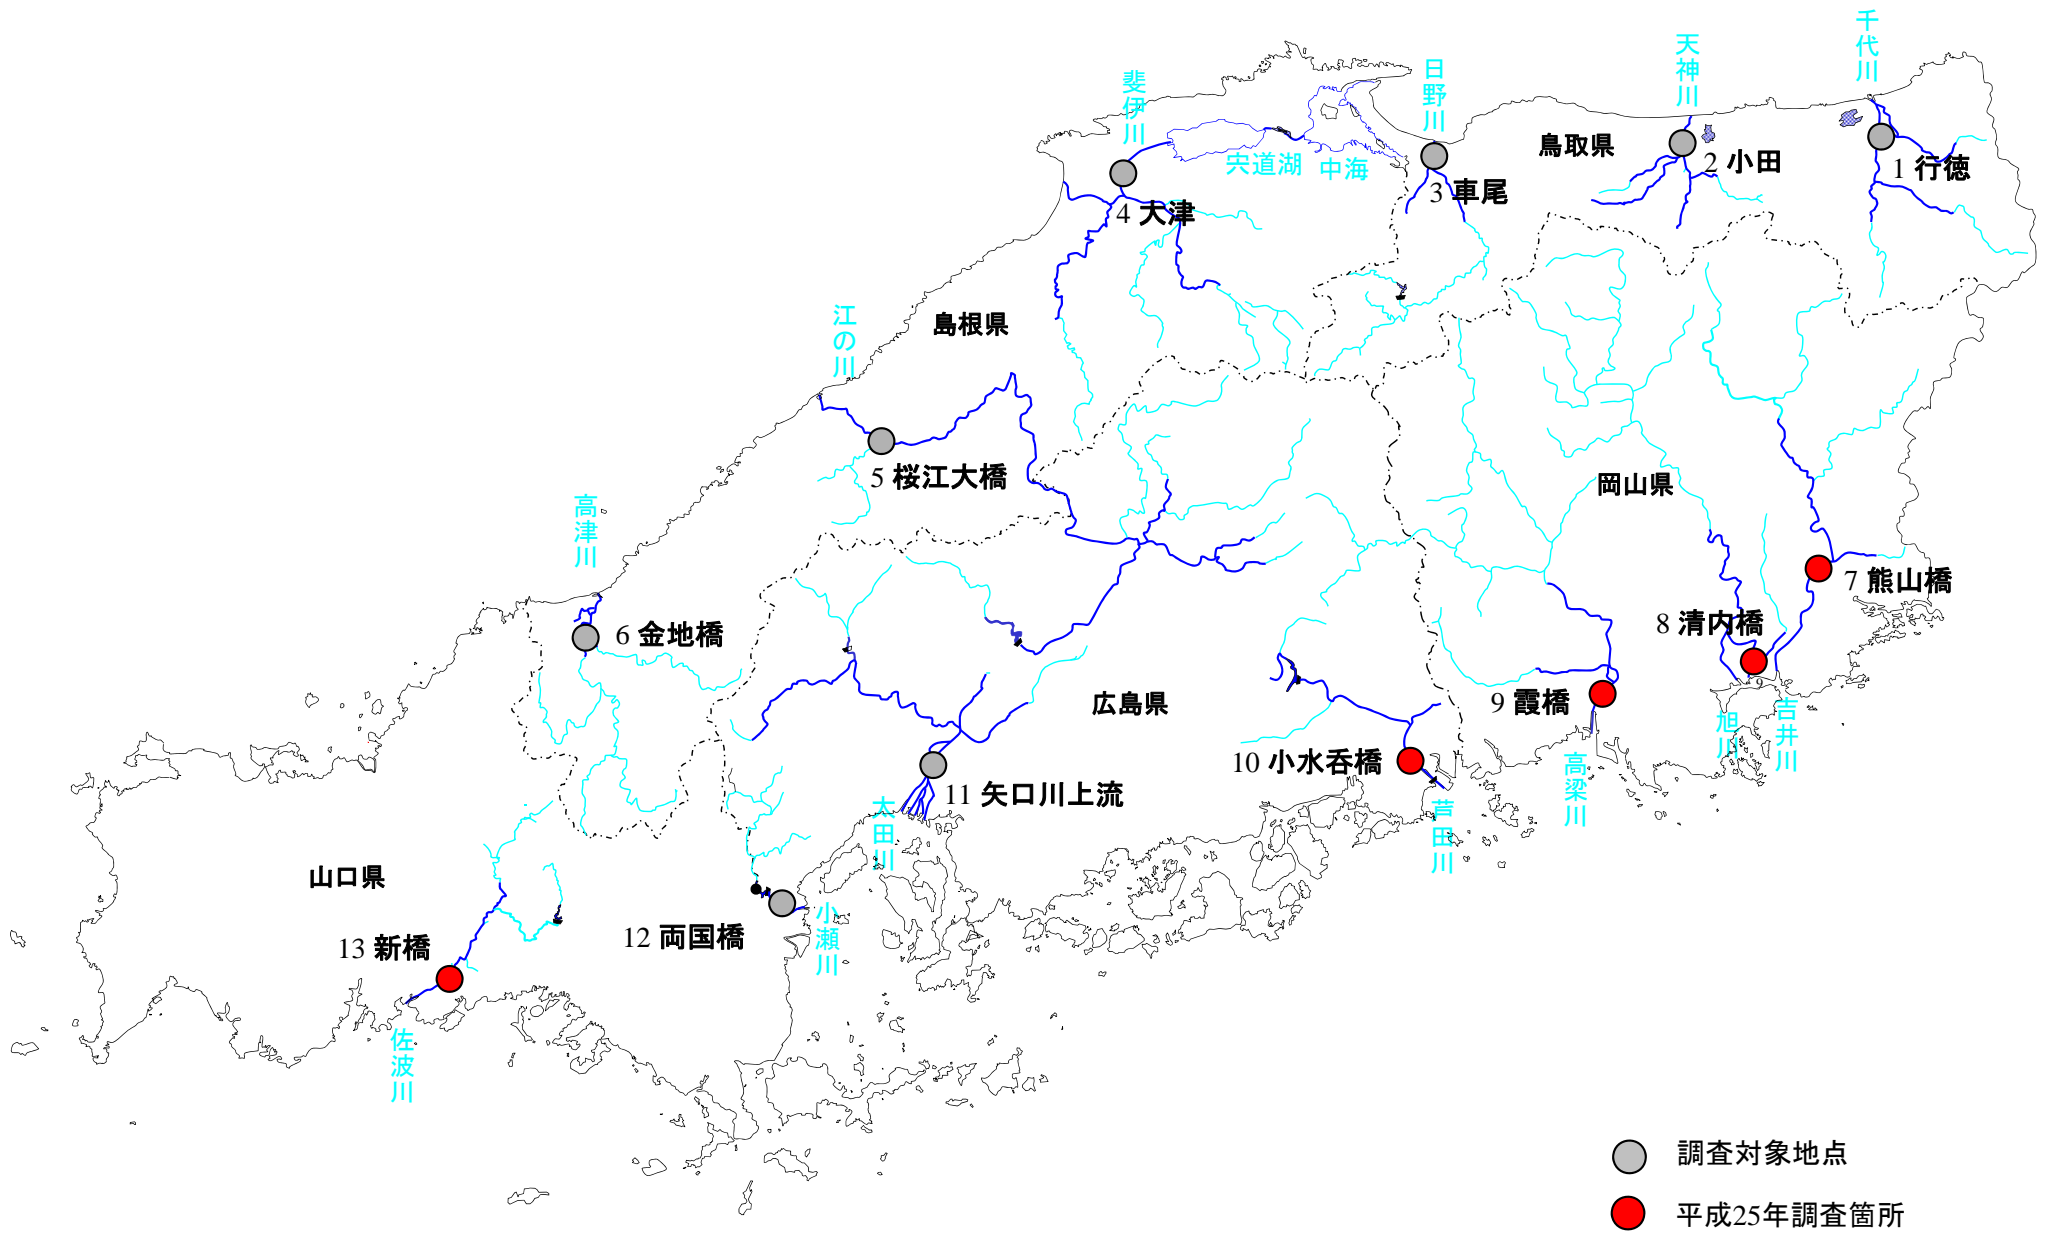 千代川
天神川
日野川
斐伊川
宍道湖
中海
鳥取県
1 行徳
2 小田
3 車尾
4 大津
島根県
江の川
5 桜江大橋
岡山県
高津川
6 金地橋
7 熊山橋
8 清内橋
9
9 霞橋
広島県
旭川
吉井川
10 小水呑橋
高梁川
11 矢口川上流
太田川
芦田川
山口県
12 両国橋
小瀬川
13 新橋
佐波川
調査対象地点
平成25年調査箇所